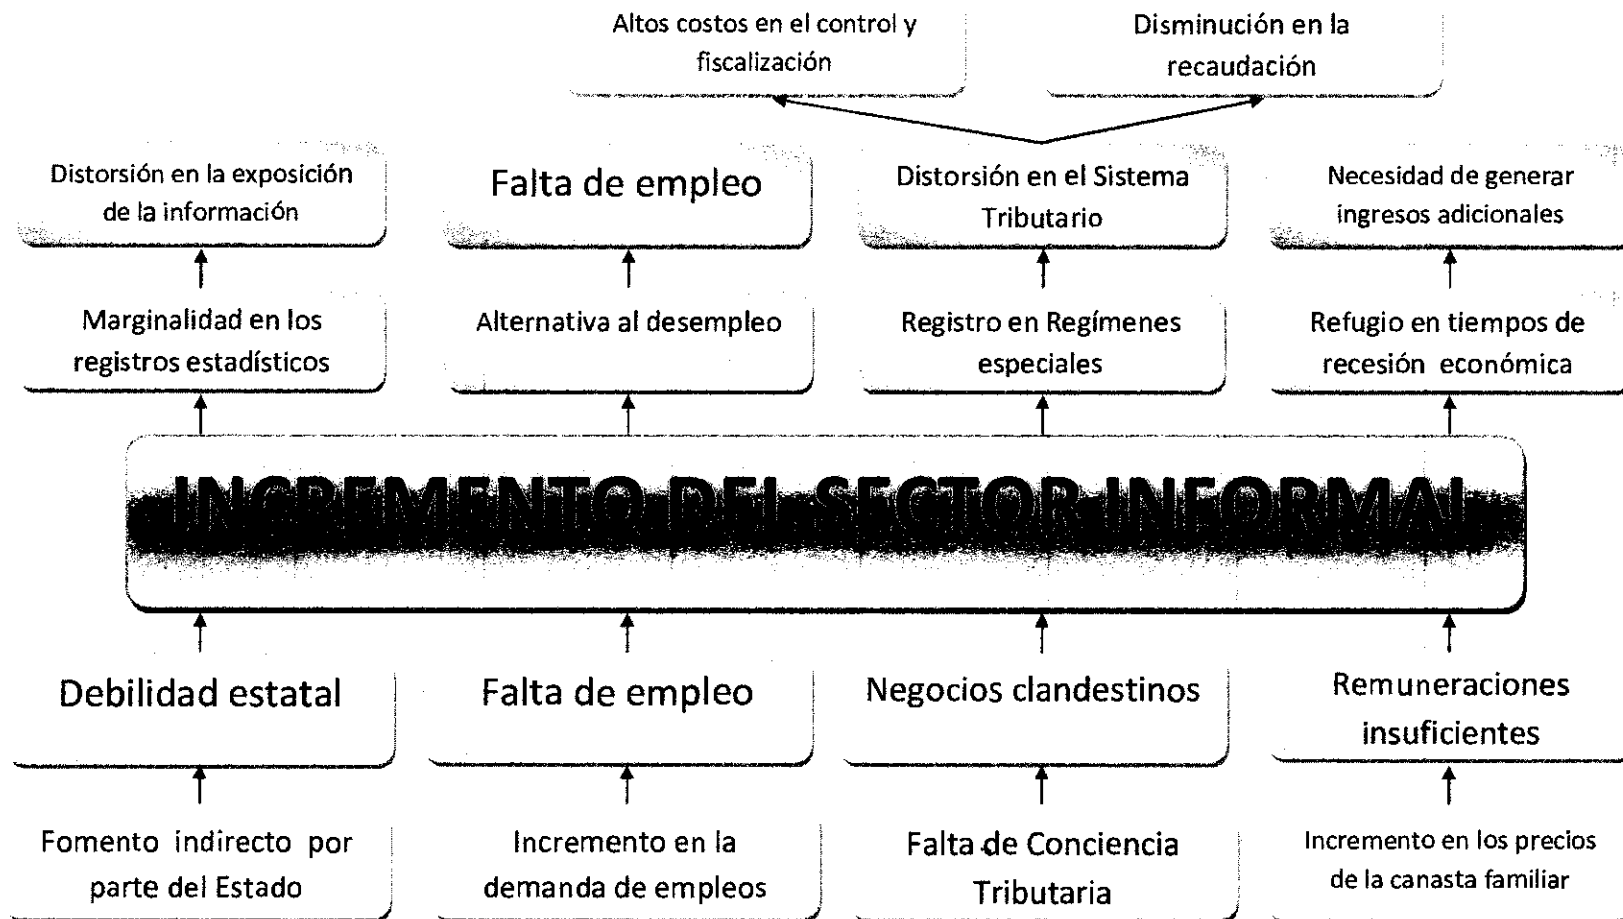 Altos costos en el control y
fiscalización
Disminución en la
recaudación
Distorsión en la exposición
de la información
Falta de empleo
Distorsión en el Sistema
Tributario
Necesidad de generar
ingresos adicionales
Marginalidad en los
registros estadísticos
Alternativa al desempleo
Registro en Regímenes
especiales
Refugio en tiempos de
recesión económica
INCREMENTO DEL SECTOR INFORMAL
Debilidad estatal
Falta de empleo
Negocios clandestinos
Remuneraciones
insuficientes
Fomento indirecto por
parte del Estado
Incremento en la
demanda de empleos
Falta de Conciencia
Tributaria
Incremento en los precios
de la canasta familiar